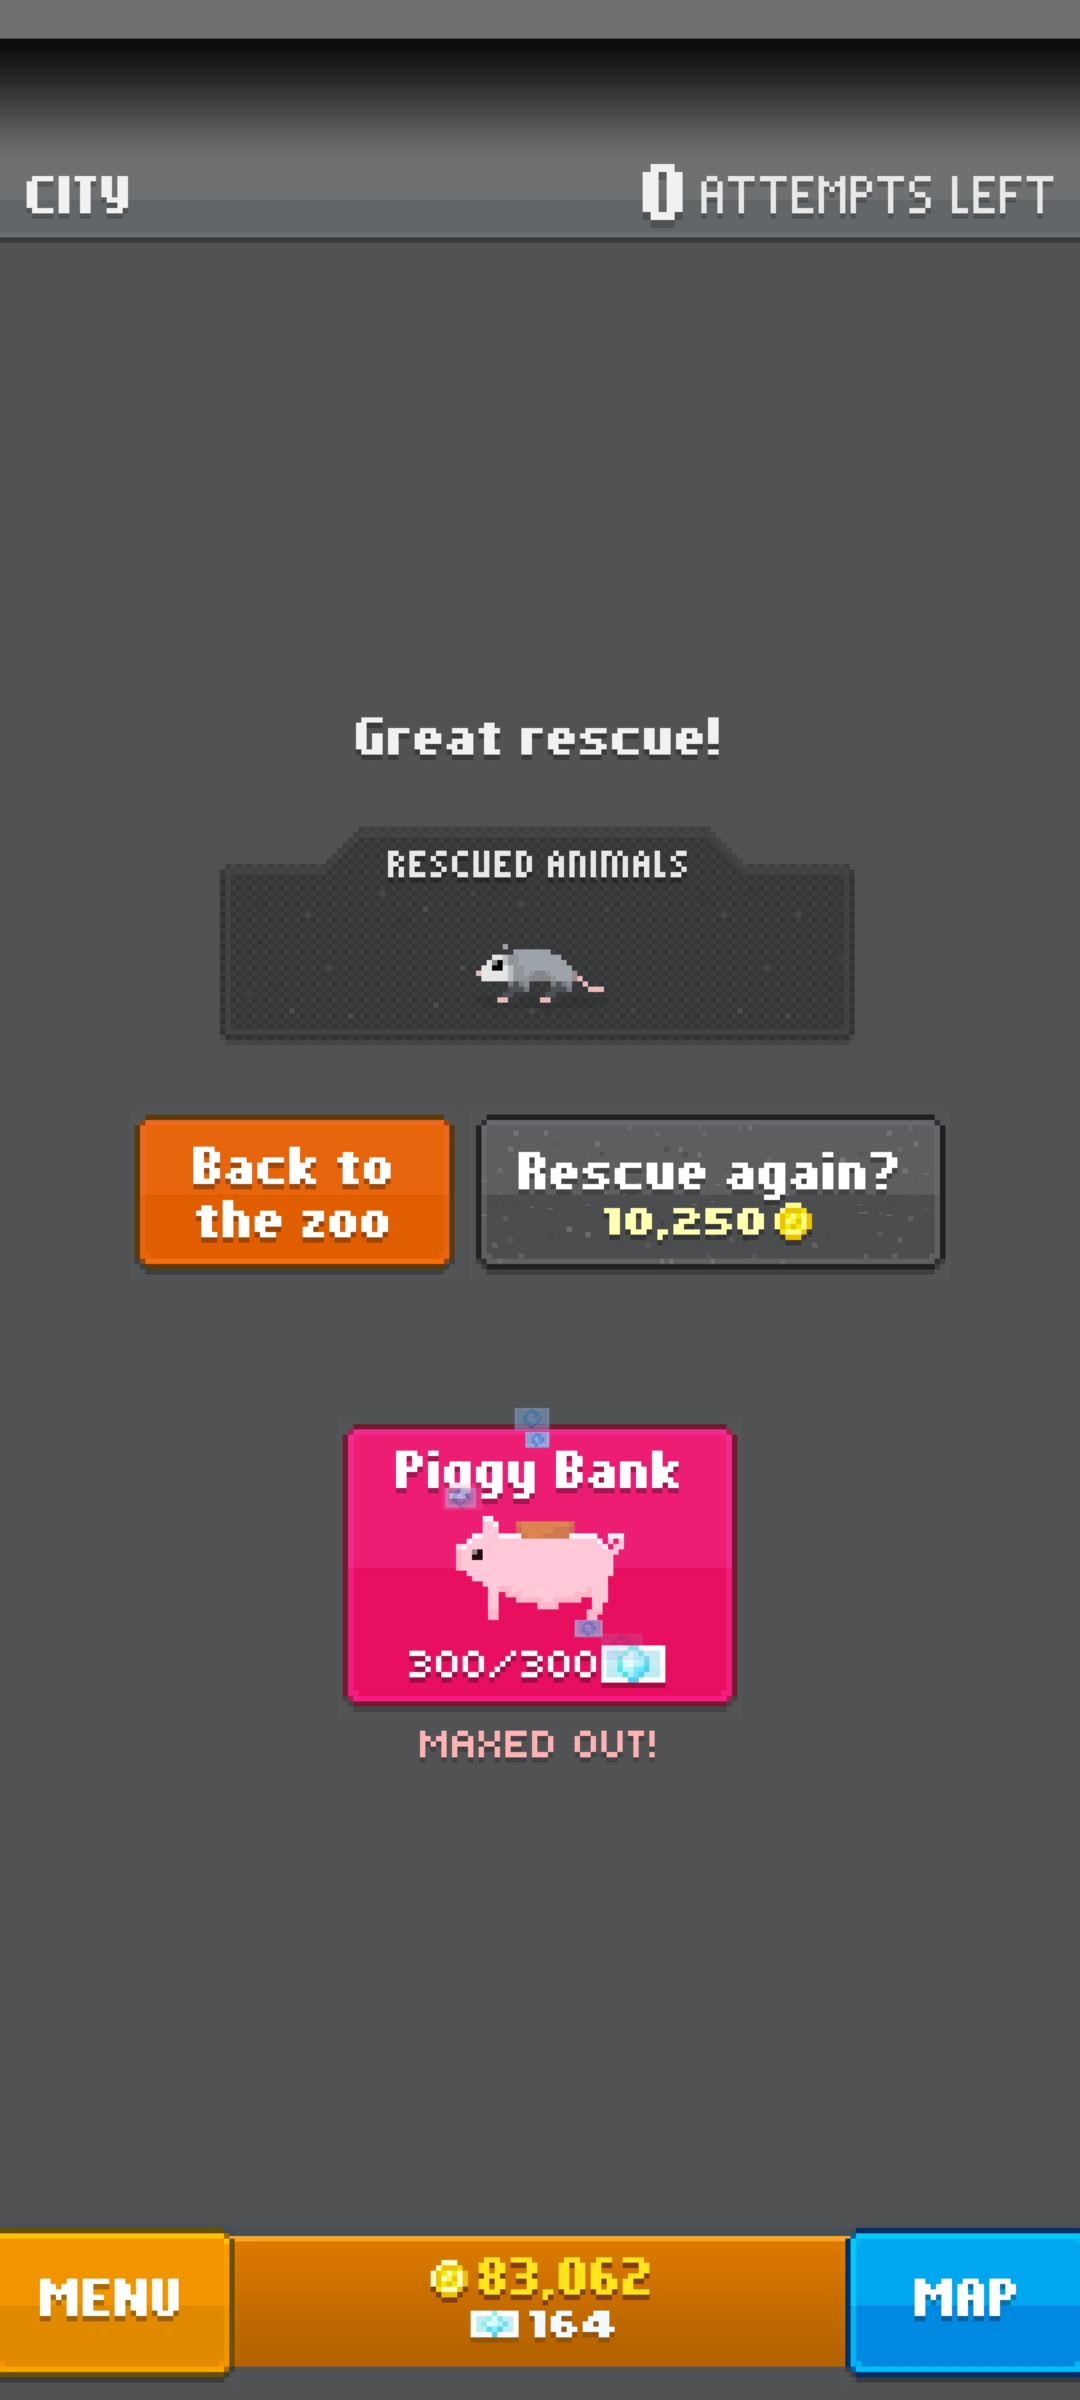 CITY
0 ATTEMPTS LEFT
Great rescue!
RESCUED ANIMALS
Back to
the zoo
Rescue again?
10,250
Piggy Bank
300/300
MAXED OUT!
MENU
83,062
164
MAP